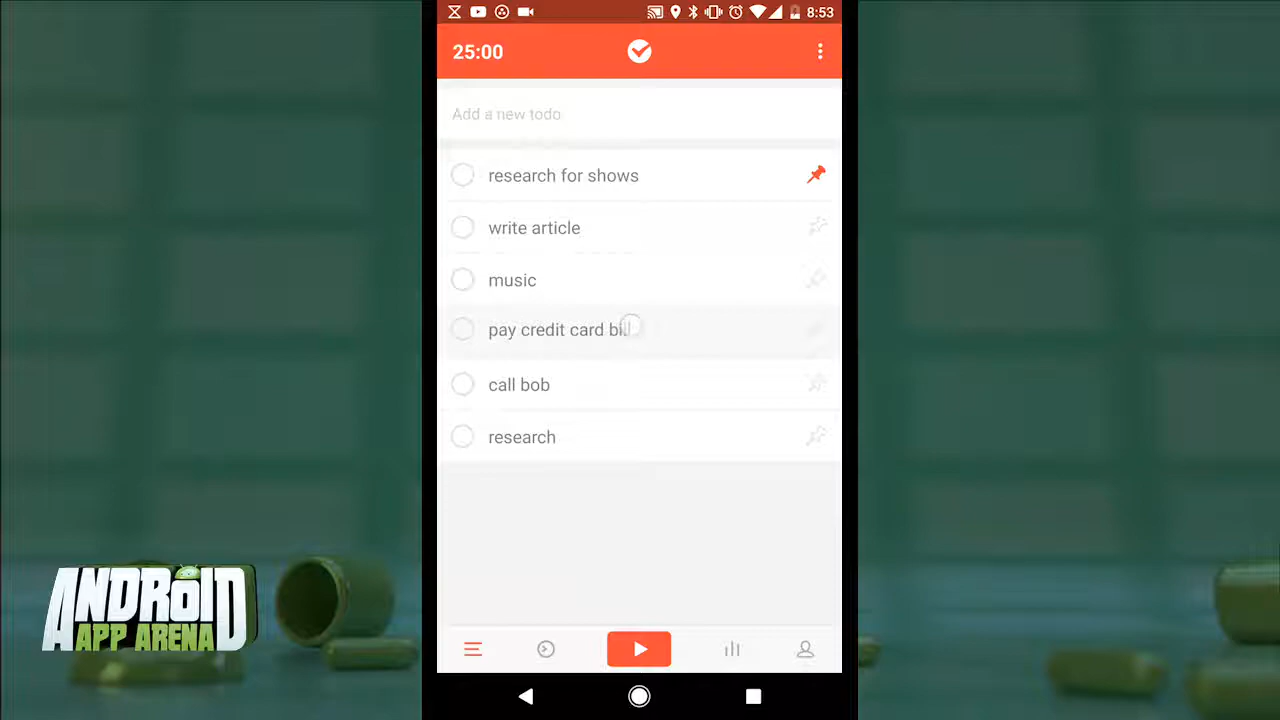 8:53
25:00
Add a new todo
research for shows
write article
music
pay credit card bill
call bob
research
ANDROID
APP ARENA